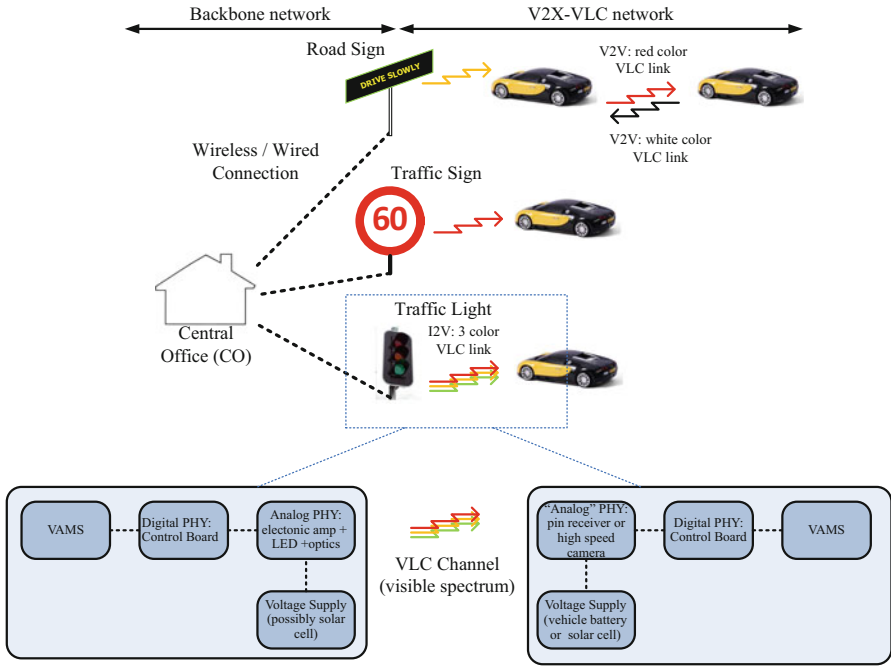 Backbone network
V2X-VLC network
Road Sign
DRIVE SLOWLY
V2V: red color
VLC link
V2V: white color
VLC link
Wireless / Wired
Connection
Traffic Sign
60
Central
Office (CO)
Traffic Light
I2V: 3 color
VLC link
VAMS
Digital PHY:
Control Board
Analog PHY:
electonic amp +
LED +optics
Voltage Supply
(possibly solar
cell)
VLC Channel
(visible spectrum)
“Analog” PHY:
pin receiver or
high speed
camera
Digital PHY:
Control Board
VAMS
Voltage Supply
(vehicle battery
or solar cell)